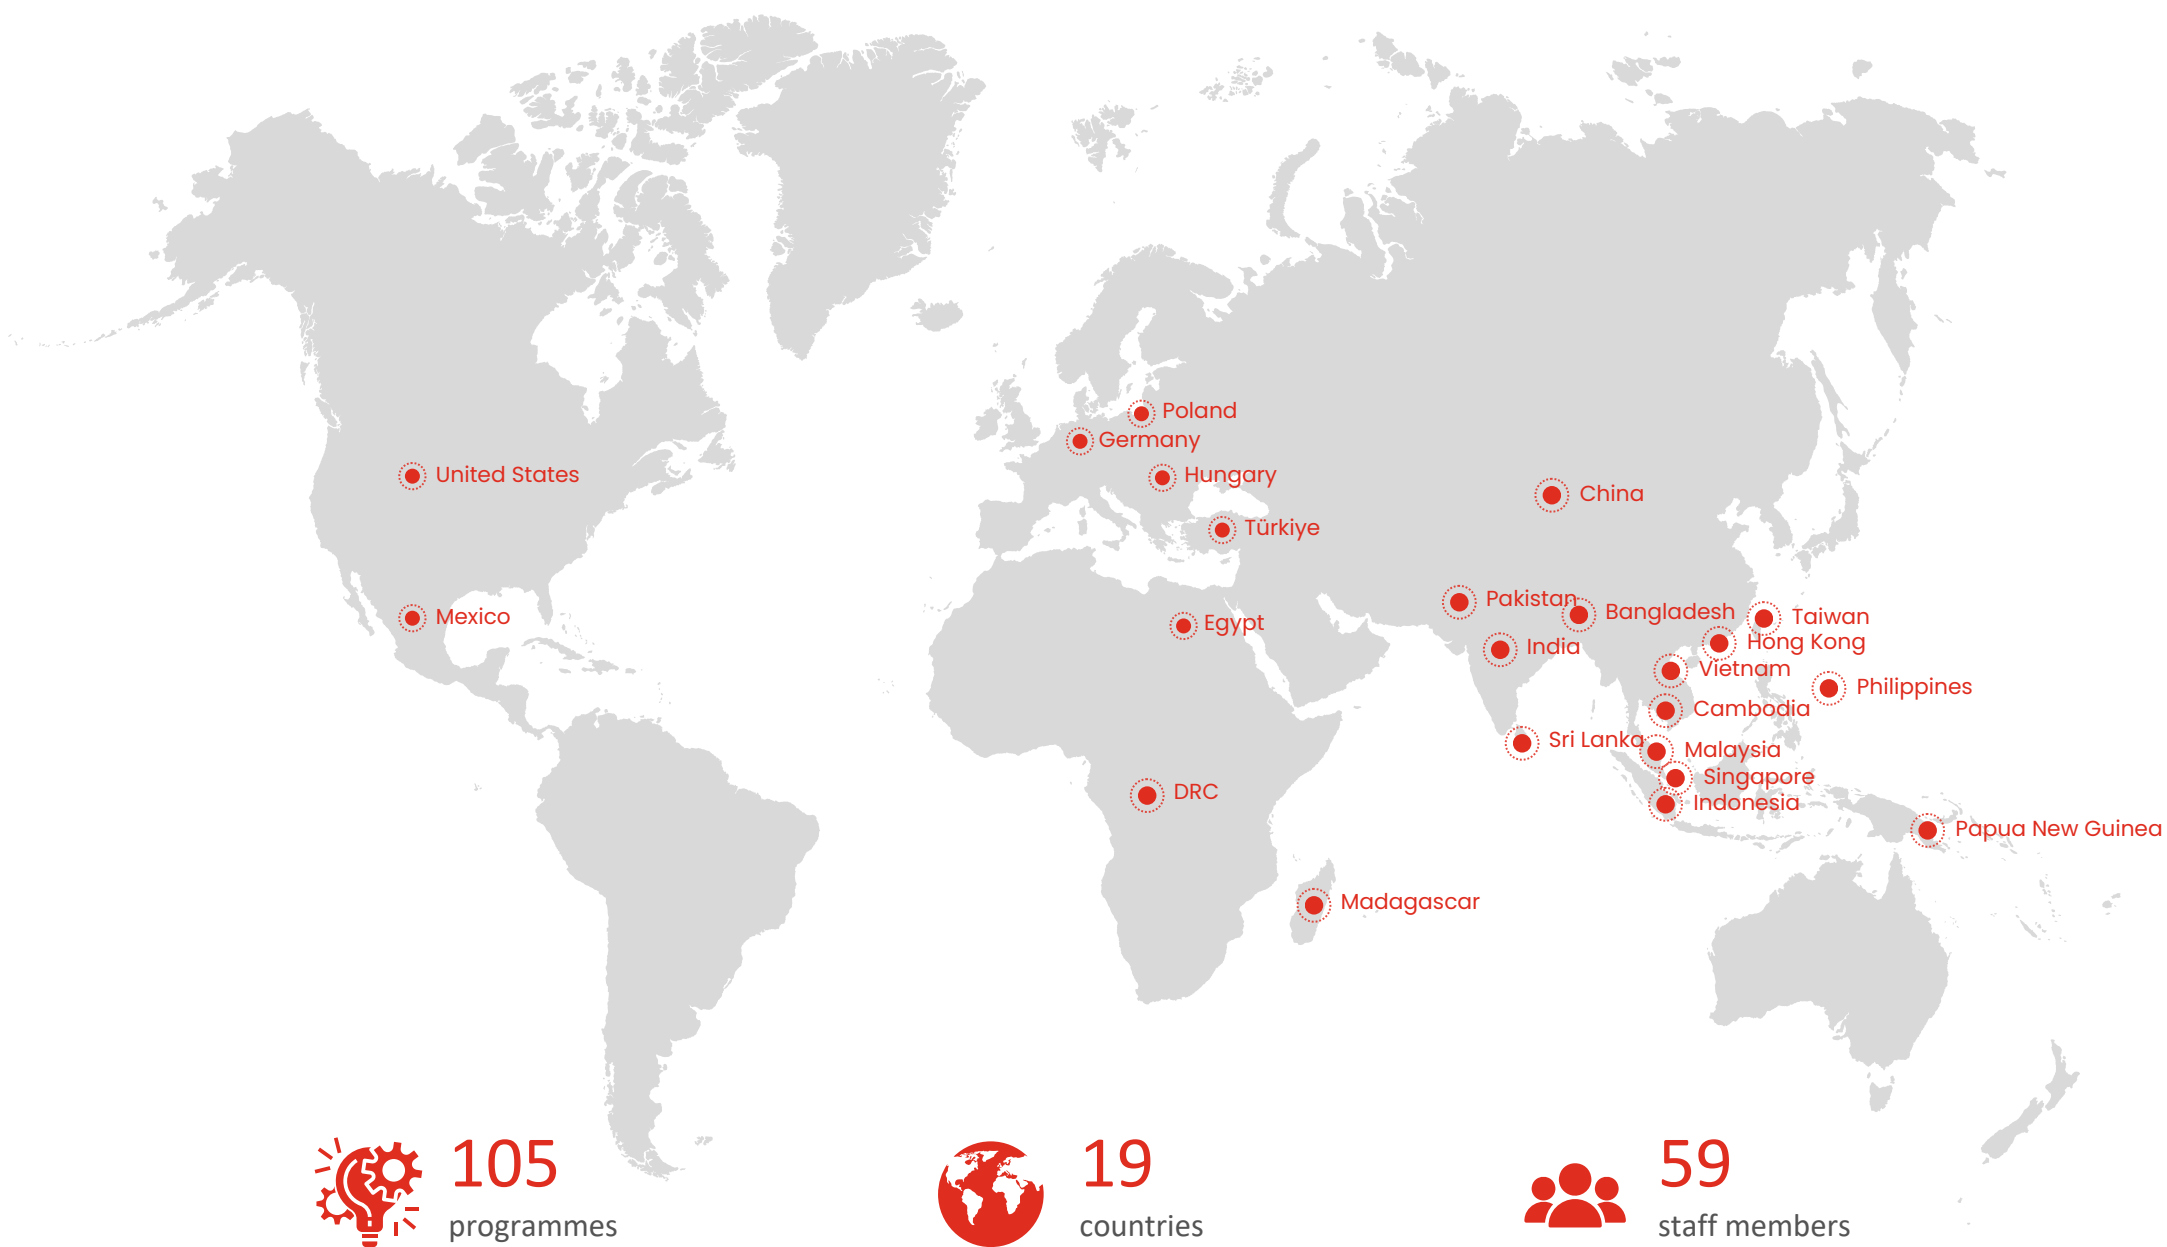 Poland
Germany
United States
Hungary
China
Türkiye
Pakistan
Bangladesh
Mexico
Egypt
Taiwan
Hong Kong
India
Vietnam
Philippines
Cambodia
Sri Lanka
Malaysia
Singapore
DRC
Indonesia
Papua New Guinea
Madagascar
105
programmes
19
countries
59
staff members